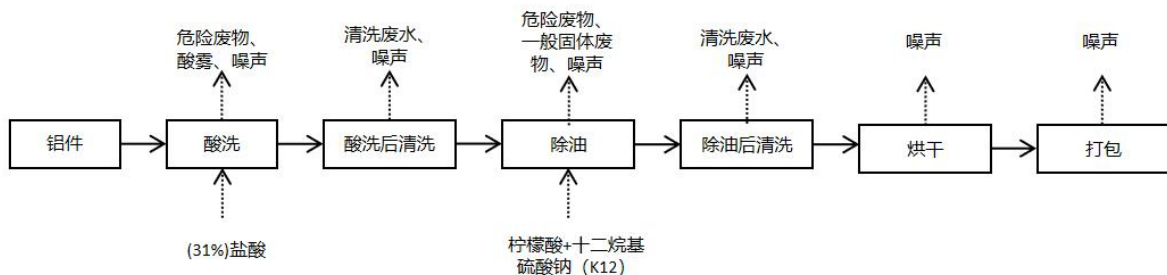 危险废物、
酸雾、噪声
清洗废水、
噪声
危险废物、
一般固体废
物、噪声
清洗废水、
噪声
噪声
噪声
铝件
酸洗
酸洗后清洗
除油
除油后清洗
烘干
打包
(31%)盐酸
柠檬酸+十二烷基
硫酸钠（K12）